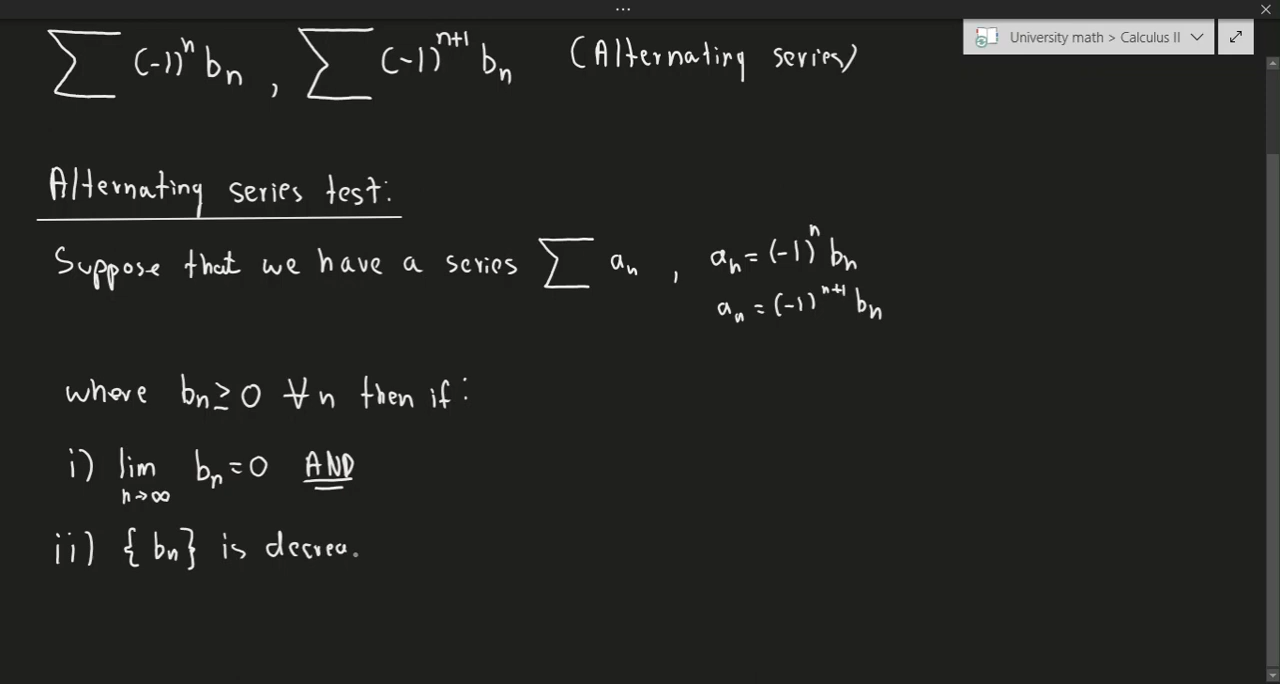 ...
University math > Calculus II
∑ (-1)^n b_n , ∑ (-1)^{n+1} b_n (Alternating series)
Alternating series test:
Suppose that we have a series ∑ a_n , a_n = (-1)^n b_n
a_n = (-1)^{n+1} b_n
where b_n ≥ 0 ∀n then if:
i) lim b_n = 0 AND
n→∞
ii) { b_n } is decrea